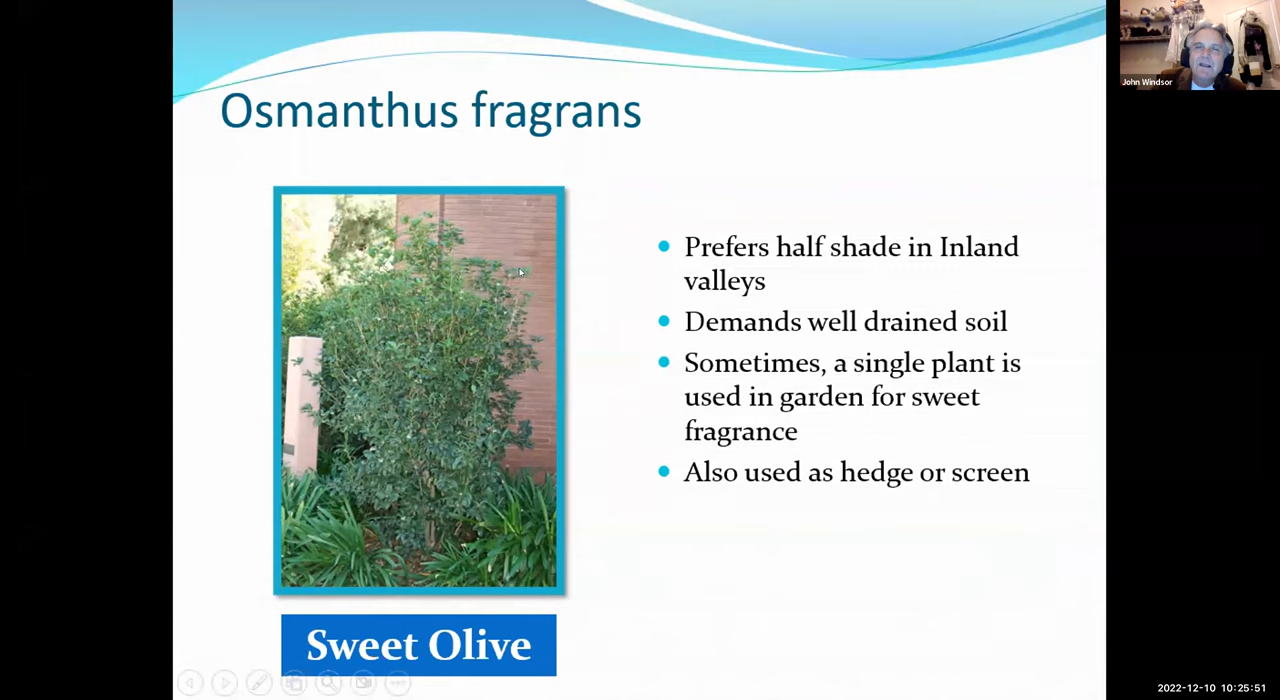 John Windsor
Osmanthus fragrans
Prefers half shade in Inland
valleys
Demands well drained soil
Sometimes, a single plant is
used in garden for sweet
fragrance
Also used as hedge or screen
Sweet Olive
2022-12-10 10:25:51